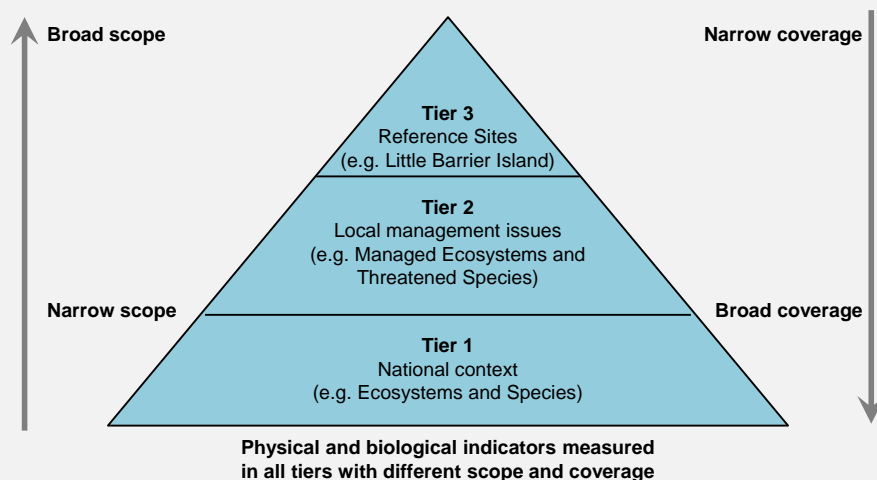 Broad scope
Narrow coverage
Tier 3
Reference Sites
(e.g. Little Barrier Island)
Tier 2
Local management issues
(e.g. Managed Ecosystems and
Threatened Species)
Narrow scope
Broad coverage
Tier 1
National context
(e.g. Ecosystems and Species)
Physical and biological indicators measured
in all tiers with different scope and coverage